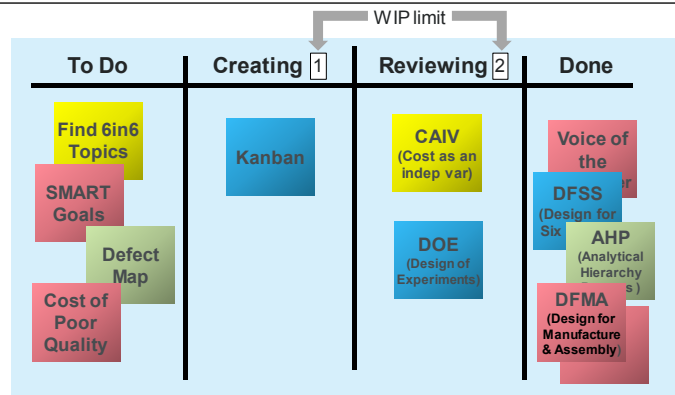 WIP limit
To Do
Creating 1
Reviewing 2
Done
Find 6in6
Topics
SMART
Goals
Defect
Map
Cost of
Poor
Quality
Kanban
CAIV
(Cost as an
indep var)
DOE
(Design of
Experiments)
Voice of
the
DFSS
(Design for
Six
AHP
(Analytical
Hierarchy
DFMA
(Design for
Manufacture
& Assembly)